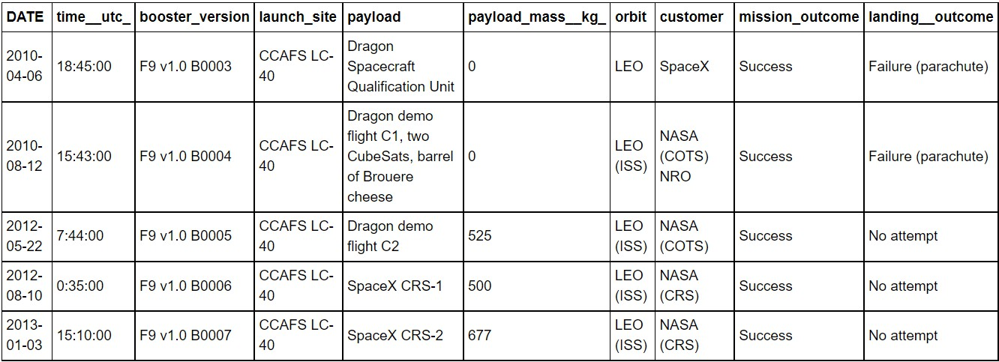 DATE time__utc_ booster_version launch_site payload payload_mass__kg_ orbit customer mission_outcome landing__outcome
2010-
04-06
18:45:00
F9 v1.0 B0003
CCAFS LC-
40
Dragon
Spacecraft
Qualification Unit
0
LEO
SpaceX
Success
Failure (parachute)
2010-
08-12
15:43:00
F9 v1.0 B0004
CCAFS LC-
40
Dragon demo
flight C1, two
CubeSats, barrel
of Brouere
cheese
0
LEO
(ISS)
NASA
(COTS)
NRO
Success
Failure (parachute)
2012-
05-22
7:44:00
F9 v1.0 B0005
CCAFS LC-
40
Dragon demo
flight C2
525
LEO
(ISS)
NASA
(COTS)
Success
No attempt
2012-
08-10
0:35:00
F9 v1.0 B0006
CCAFS LC-
40
SpaceX CRS-1
500
LEO
(ISS)
NASA
(CRS)
Success
No attempt
2013-
01-03
15:10:00
F9 v1.0 B0007
CCAFS LC-
40
SpaceX CRS-2
677
LEO
(ISS)
NASA
(CRS)
Success
No attempt